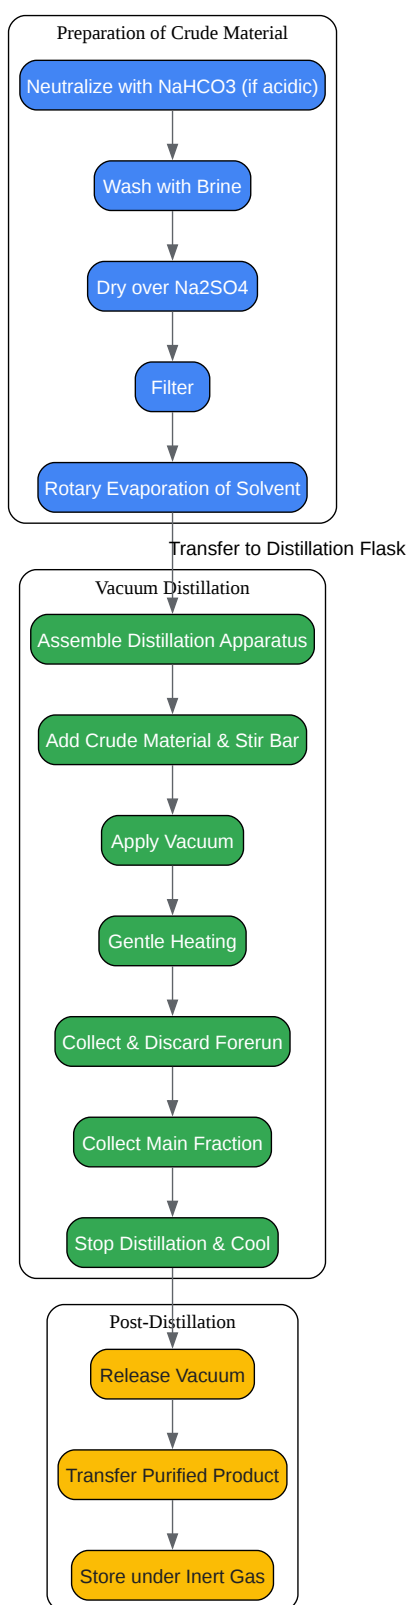 Preparation of Crude Material
Neutralize with NaHCO3 (if acidic)
Wash with Brine
Dry over Na2SO4
Filter
Rotary Evaporation of Solvent
Transfer to Distillation Flask
Vacuum Distillation
Assemble Distillation Apparatus
Add Crude Material & Stir Bar
Apply Vacuum
Gentle Heating
Collect & Discard Forerun
Collect Main Fraction
Stop Distillation & Cool
Post-Distillation
Release Vacuum
Transfer Purified Product
Store under Inert Gas